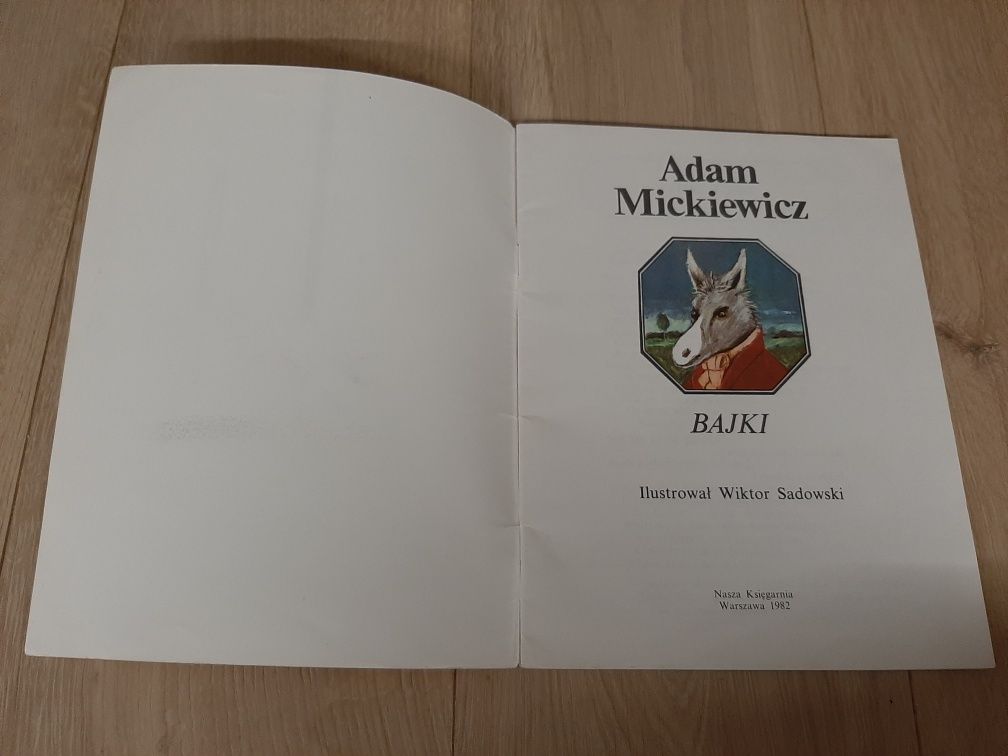 Adam
Mickiewicz
BAJKI
Ilustrował Wiktor Sadowski
Nasza Księgarnia
Warszawa 1982